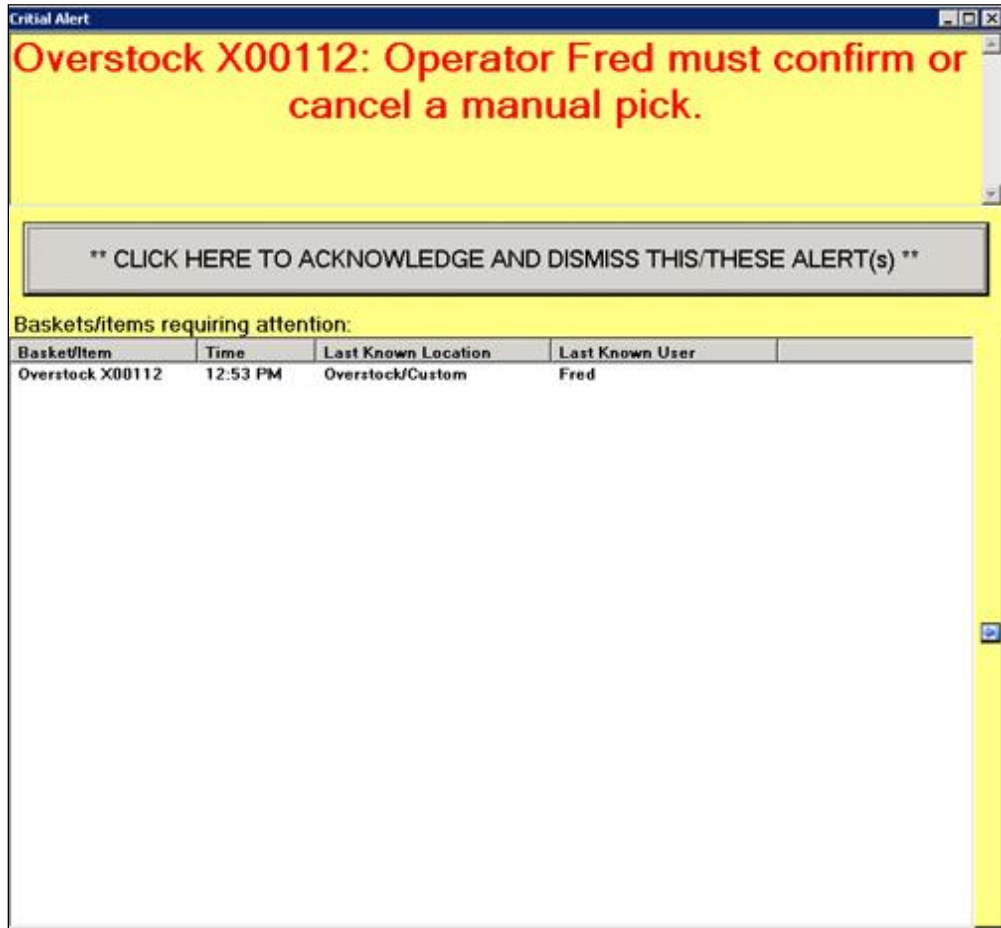 Critial Alert
Overstock X00112: Operator Fred must confirm or
cancel a manual pick.
** CLICK HERE TO ACKNOWLEDGE AND DISMISS THIS/THESE ALERT(s) **
Baskets/items requiring attention:
Basket/Item Time Last Known Location Last Known User
Overstock X00112 12:53 PM Overstock/Custom Fred